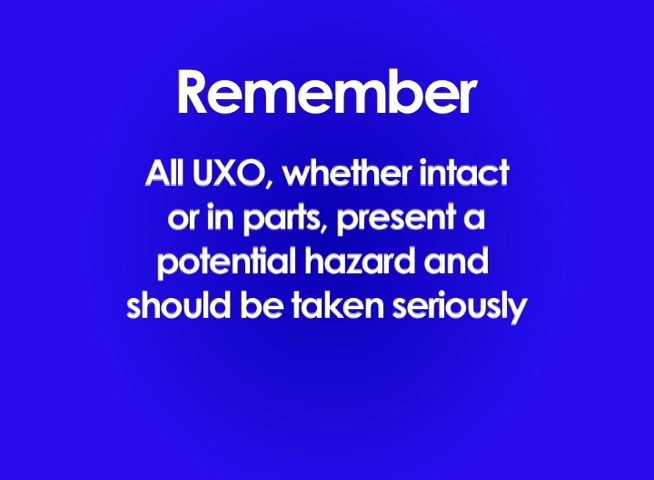 Remember
All UXO, whether intact
or in parts, present a
potential hazard and
should be taken seriously